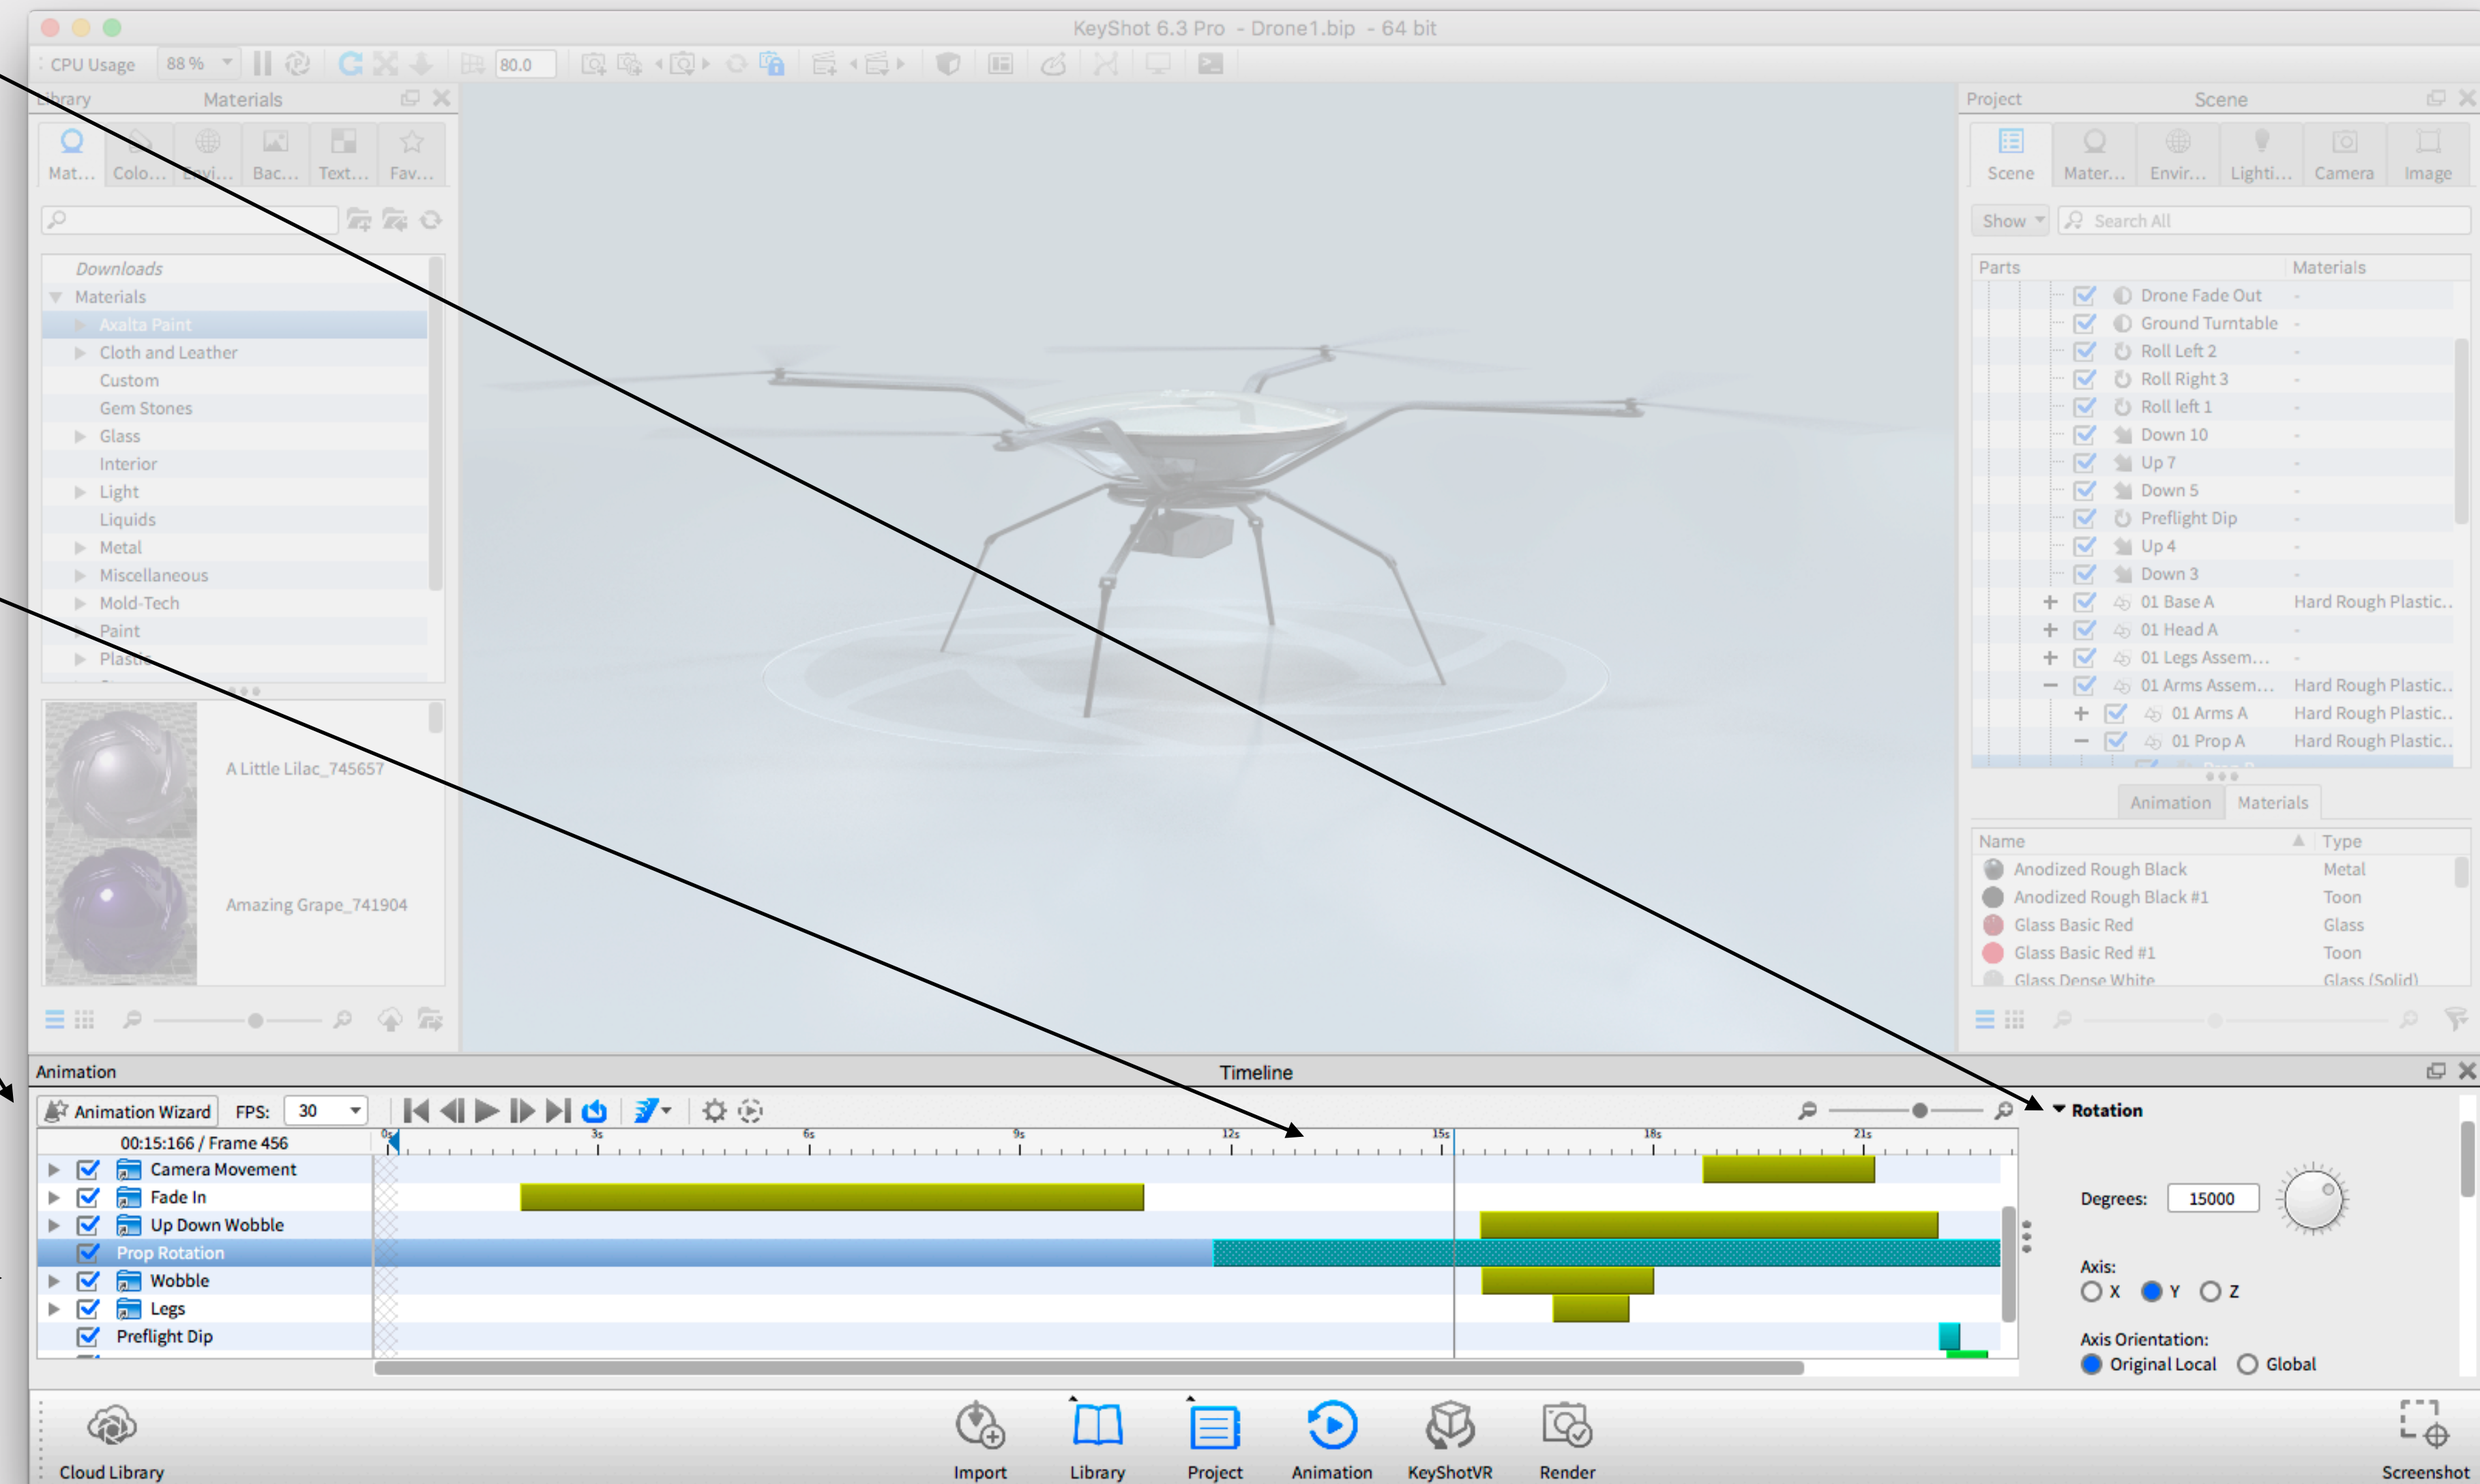 KeyShot 6.3 Pro - Drone1.bip - 64 bit
CPU Usage 88 % 80.0
Library Materials
Mat... Colo... Envi... Bac... Text... Fav...
Downloads
Materials
Axalta Paint
Cloth and Leather
Custom
Gem Stones
Glass
Interior
Light
Liquids
Metal
Miscellaneous
Mold-Tech
Paint
Plastic
A Little Lilac_745657
Amazing Grape_741904
Project Scene
Scene Mater... Envir... Lighti... Camera Image
Show Search All
Parts Materials
Drone Fade Out -
Ground Turntable -
Roll Left 2 -
Roll Right 3 -
Roll left 1 -
Down 10 -
Up 7 -
Down 5 -
Preflight Dip -
Up 4 -
Down 3 -
01 Base A Hard Rough Plastic..
01 Head A -
01 Legs Assem... -
01 Arms Assem... Hard Rough Plastic..
01 Arms A Hard Rough Plastic..
01 Prop A Hard Rough Plastic..
Animation Materials
Name Type
Anodized Rough Black Metal
Anodized Rough Black #1 Toon
Glass Basic Red Glass
Glass Basic Red #1 Toon
Glass Dense White Glass (Solid)
Animation Timeline
Animation Wizard FPS: 30
00:15:166 / Frame 456 0s 3s 6s 9s 12s 15s 18s 21s
Camera Movement
Fade In
Up Down Wobble
Prop Rotation
Wobble
Legs
Preflight Dip
Rotation
Degrees: 15000
Axis:
X Y Z
Axis Orientation:
Original Local Global
Cloud Library Import Library Project Animation KeyShotVR Render Screenshot